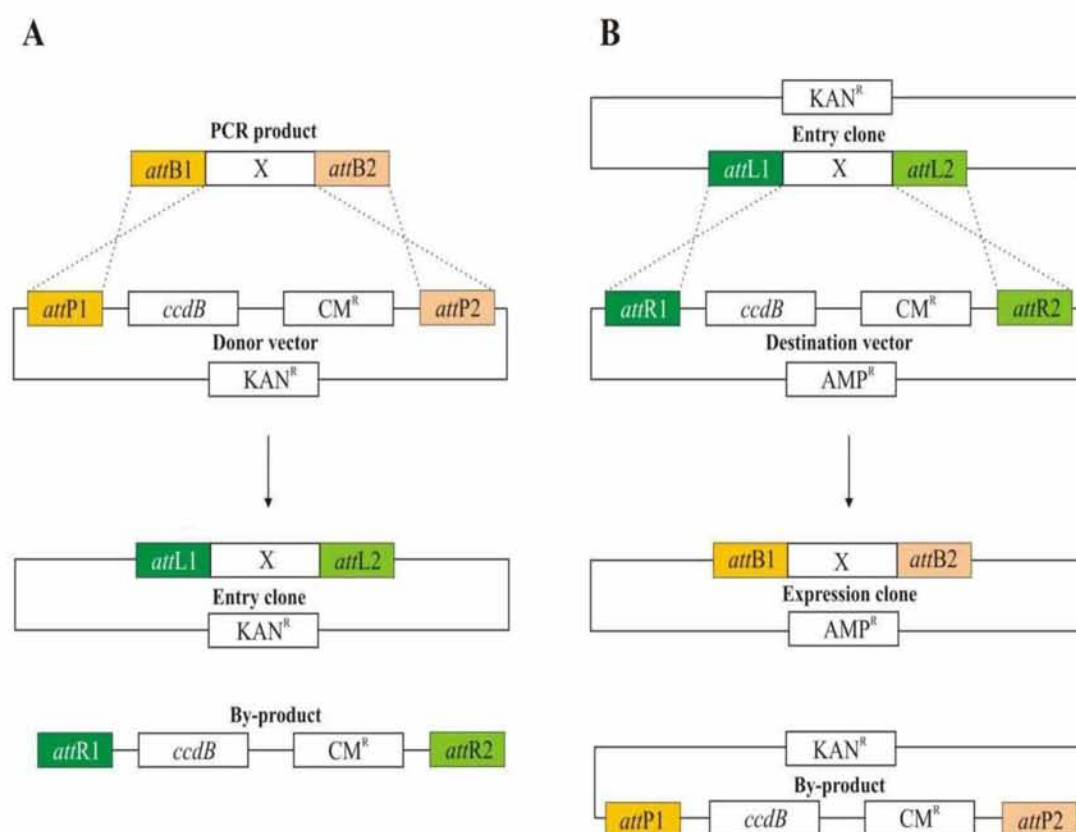 A
PCR product
attB1 X attB2
attP1 ccdB CMᴿ attP2
Donor vector
KANᴿ
attL1 X attL2
Entry clone
KANᴿ
By-product
attR1 ccdB CMᴿ attR2
B
KANᴿ
Entry clone
attL1 X attL2
attR1 ccdB CMᴿ attR2
Destination vector
AMPᴿ
attB1 X attB2
Expression clone
AMPᴿ
KANᴿ
By-product
attP1 ccdB CMᴿ attP2